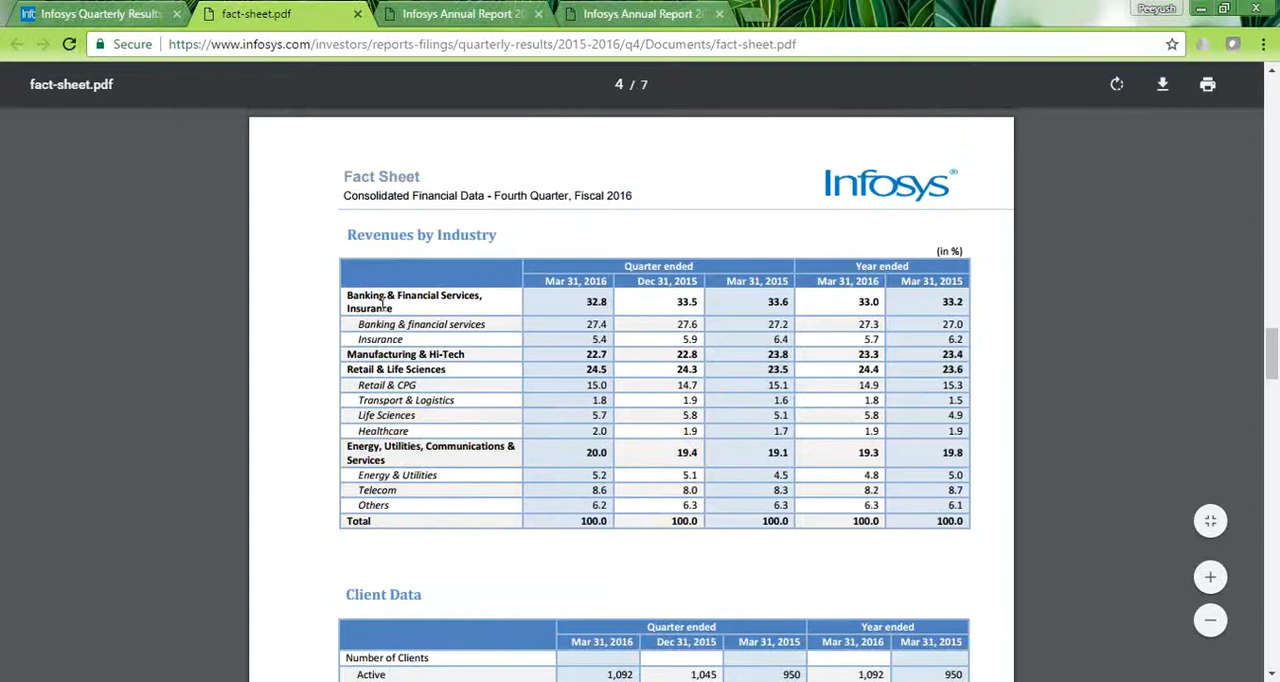 Infosys Quarterly Results
fact-sheet.pdf
Infosys Annual Report 20
Infosys Annual Report 20
Peeyush
Secure
https://www.infosys.com/investors/reports-filings/quarterly-results/2015-2016/q4/Documents/fact-sheet.pdf
fact-sheet.pdf
4 / 7
Fact Sheet
Infosys®
Consolidated Financial Data - Fourth Quarter, Fiscal 2016
Revenues by Industry
(in %)
Quarter ended Year ended
Mar 31, 2016 Dec 31, 2015 Mar 31, 2015 Mar 31, 2016 Mar 31, 2015
Banking & Financial Services,
Insurance 32.8 33.5 33.6 33.0 33.2
Banking & financial services 27.4 27.6 27.2 27.3 27.0
Insurance 5.4 5.9 6.4 5.7 6.2
Manufacturing & Hi-Tech 22.7 22.8 23.8 23.3 23.4
Retail & Life Sciences 24.5 24.3 23.5 24.4 23.6
Retail & CPG 15.0 14.7 15.1 14.9 15.3
Transport & Logistics 1.8 1.9 1.6 1.8 1.5
Life Sciences 5.7 5.8 5.1 5.8 4.9
Healthcare 2.0 1.9 1.7 1.9 1.9
Energy, Utilities, Communications &
Services 20.0 19.4 19.1 19.3 19.8
Energy & Utilities 5.2 5.1 4.5 4.8 5.0
Telecom 8.6 8.0 8.3 8.2 8.7
Others 6.2 6.3 6.3 6.3 6.1
Total 100.0 100.0 100.0 100.0 100.0
Client Data
Quarter ended Year ended
Mar 31, 2016 Dec 31, 2015 Mar 31, 2015 Mar 31, 2016 Mar 31, 2015
Number of Clients
Active 1,092 1,045 950 1,092 950